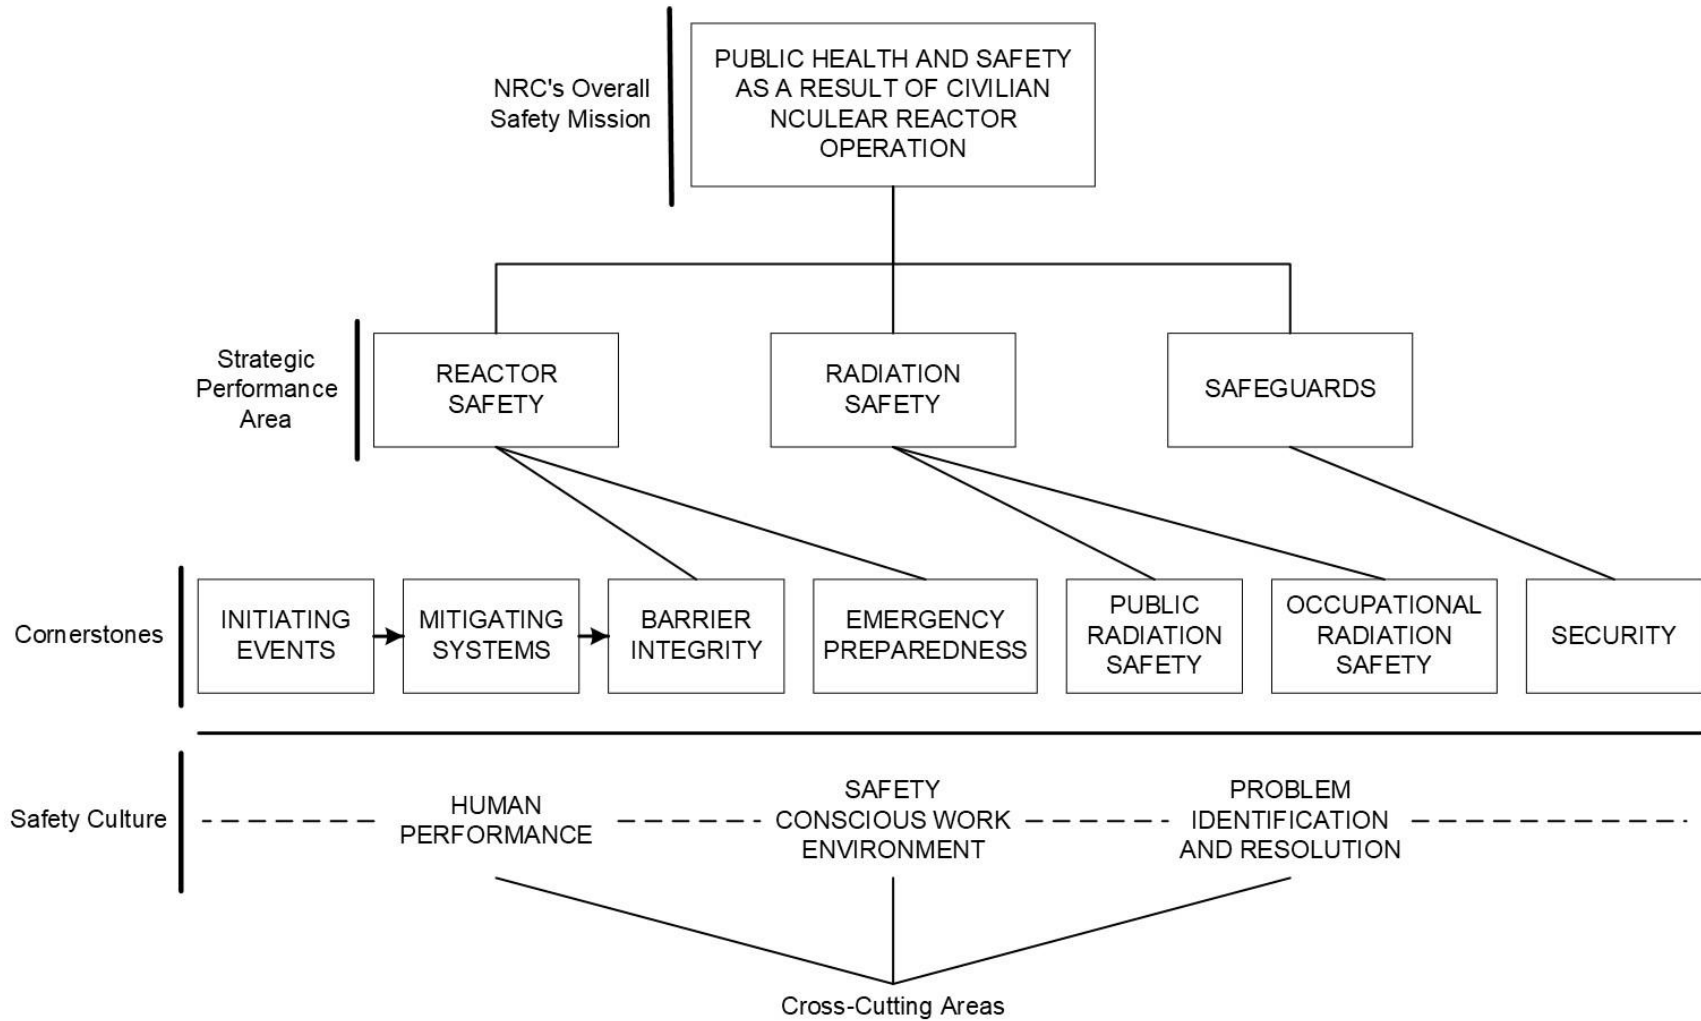 NRC's Overall
Safety Mission
PUBLIC HEALTH AND SAFETY
AS A RESULT OF CIVILIAN
NCULEAR REACTOR
OPERATION
Strategic
Performance
Area
REACTOR
SAFETY
RADIATION
SAFETY
SAFEGUARDS
Cornerstones
INITIATING
EVENTS
MITIGATING
SYSTEMS
BARRIER
INTEGRITY
EMERGENCY
PREPAREDNESS
PUBLIC
RADIATION
SAFETY
OCCUPATIONAL
RADIATION
SAFETY
SECURITY
Safety Culture
HUMAN
PERFORMANCE
SAFETY
CONSCIOUS WORK
ENVIRONMENT
PROBLEM
IDENTIFICATION
AND RESOLUTION
Cross-Cutting Areas